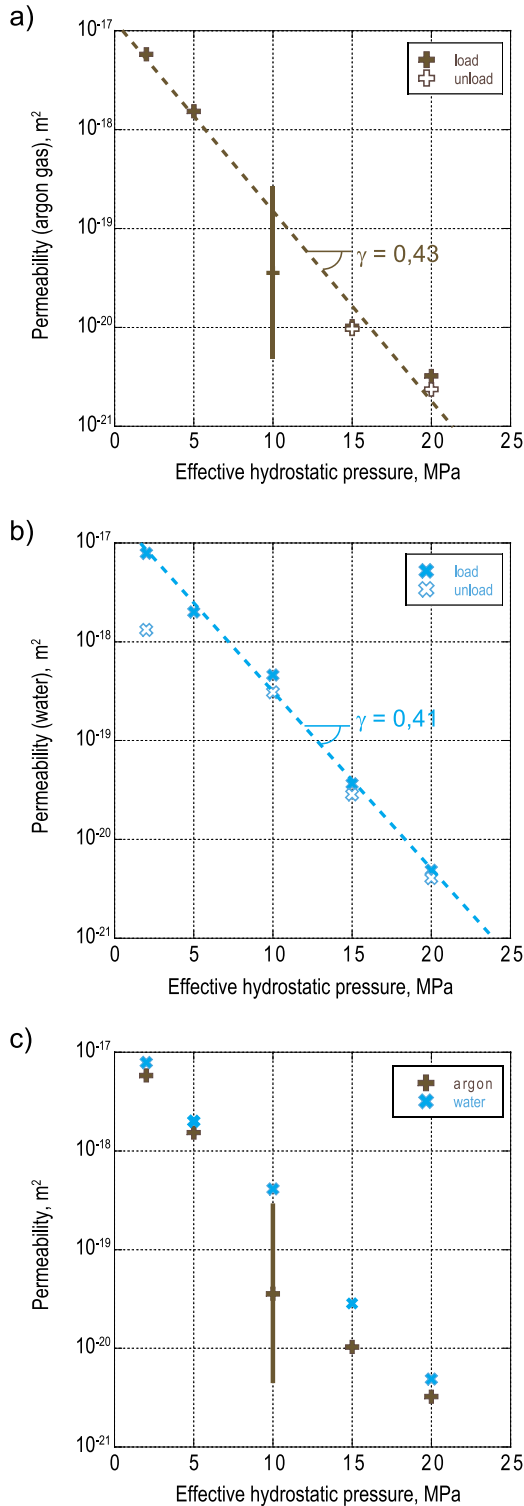 a)
10⁻¹⁷
10⁻¹⁸
10⁻¹⁹
10⁻²⁰
10⁻²¹
Permeability (argon gas), m²
load
unload
γ = 0,43
0 5 10 15 20 25
Effective hydrostatic pressure, MPa
b)
10⁻¹⁷
10⁻¹⁸
10⁻¹⁹
10⁻²⁰
10⁻²¹
Permeability (water), m²
load
unload
γ = 0,41
0 5 10 15 20 25
Effective hydrostatic pressure, MPa
c)
10⁻¹⁷
10⁻¹⁸
10⁻¹⁹
10⁻²⁰
10⁻²¹
Permeability, m²
argon
water
0 5 10 15 20 25
Effective hydrostatic pressure, MPa